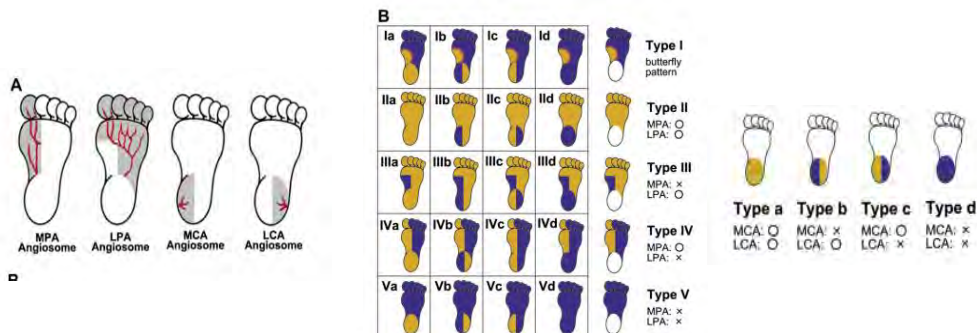 A
MPA Angiosome
LPA Angiosome
MCA Angiosome
LCA Angiosome
B
Ia Ib Ic Id
Type I
butterfly
pattern
IIa IIb IIc IId
Type II
MPA: O
LPA: O
IIIa IIIb IIIc IIId
Type III
MPA: ×
LPA: O
IVa IVb IVc IVd
Type IV
MPA: O
LPA: ×
Va Vb Vc Vd
Type V
MPA: ×
LPA: ×
Type a
MCA: O
LCA: O
Type b
MCA: ×
LCA: O
Type c
MCA: O
LCA: ×
Type d
MCA: ×
LCA: ×